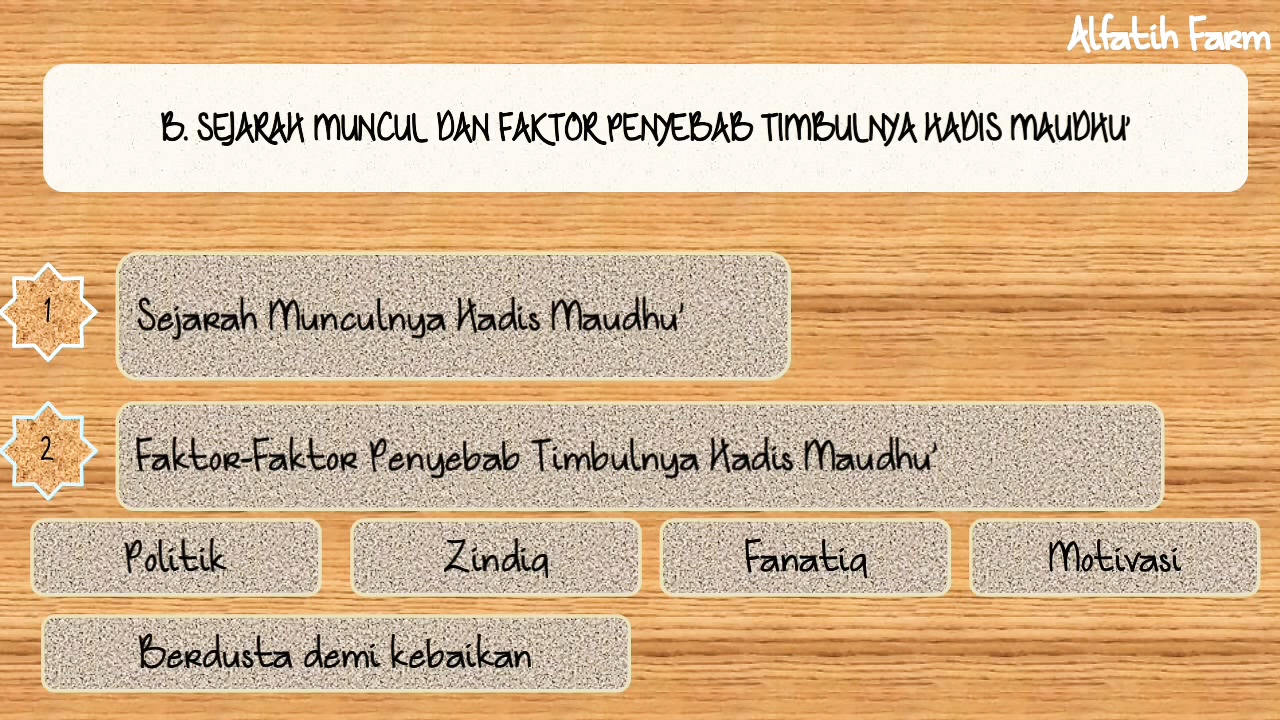 Alfatih Farm
B. SEJARAH MUNCUL DAN FAKTOR PENYEBAB TIMBULNYA HADIS MAUDHU'
1
Sejarah Munculnya Hadis Maudhu'
2
Faktor-Faktor Penyebab Timbulnya Hadis Maudhu'
Politik
Zindiq
Fanatiq
Motivasi
Berdusta demi kebaikan